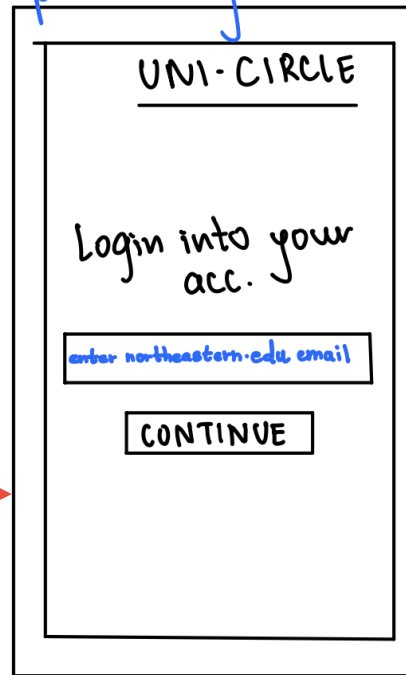 UNI-CIRCLE
Login into your
acc.
enter northeastern.edu email
CONTINUE